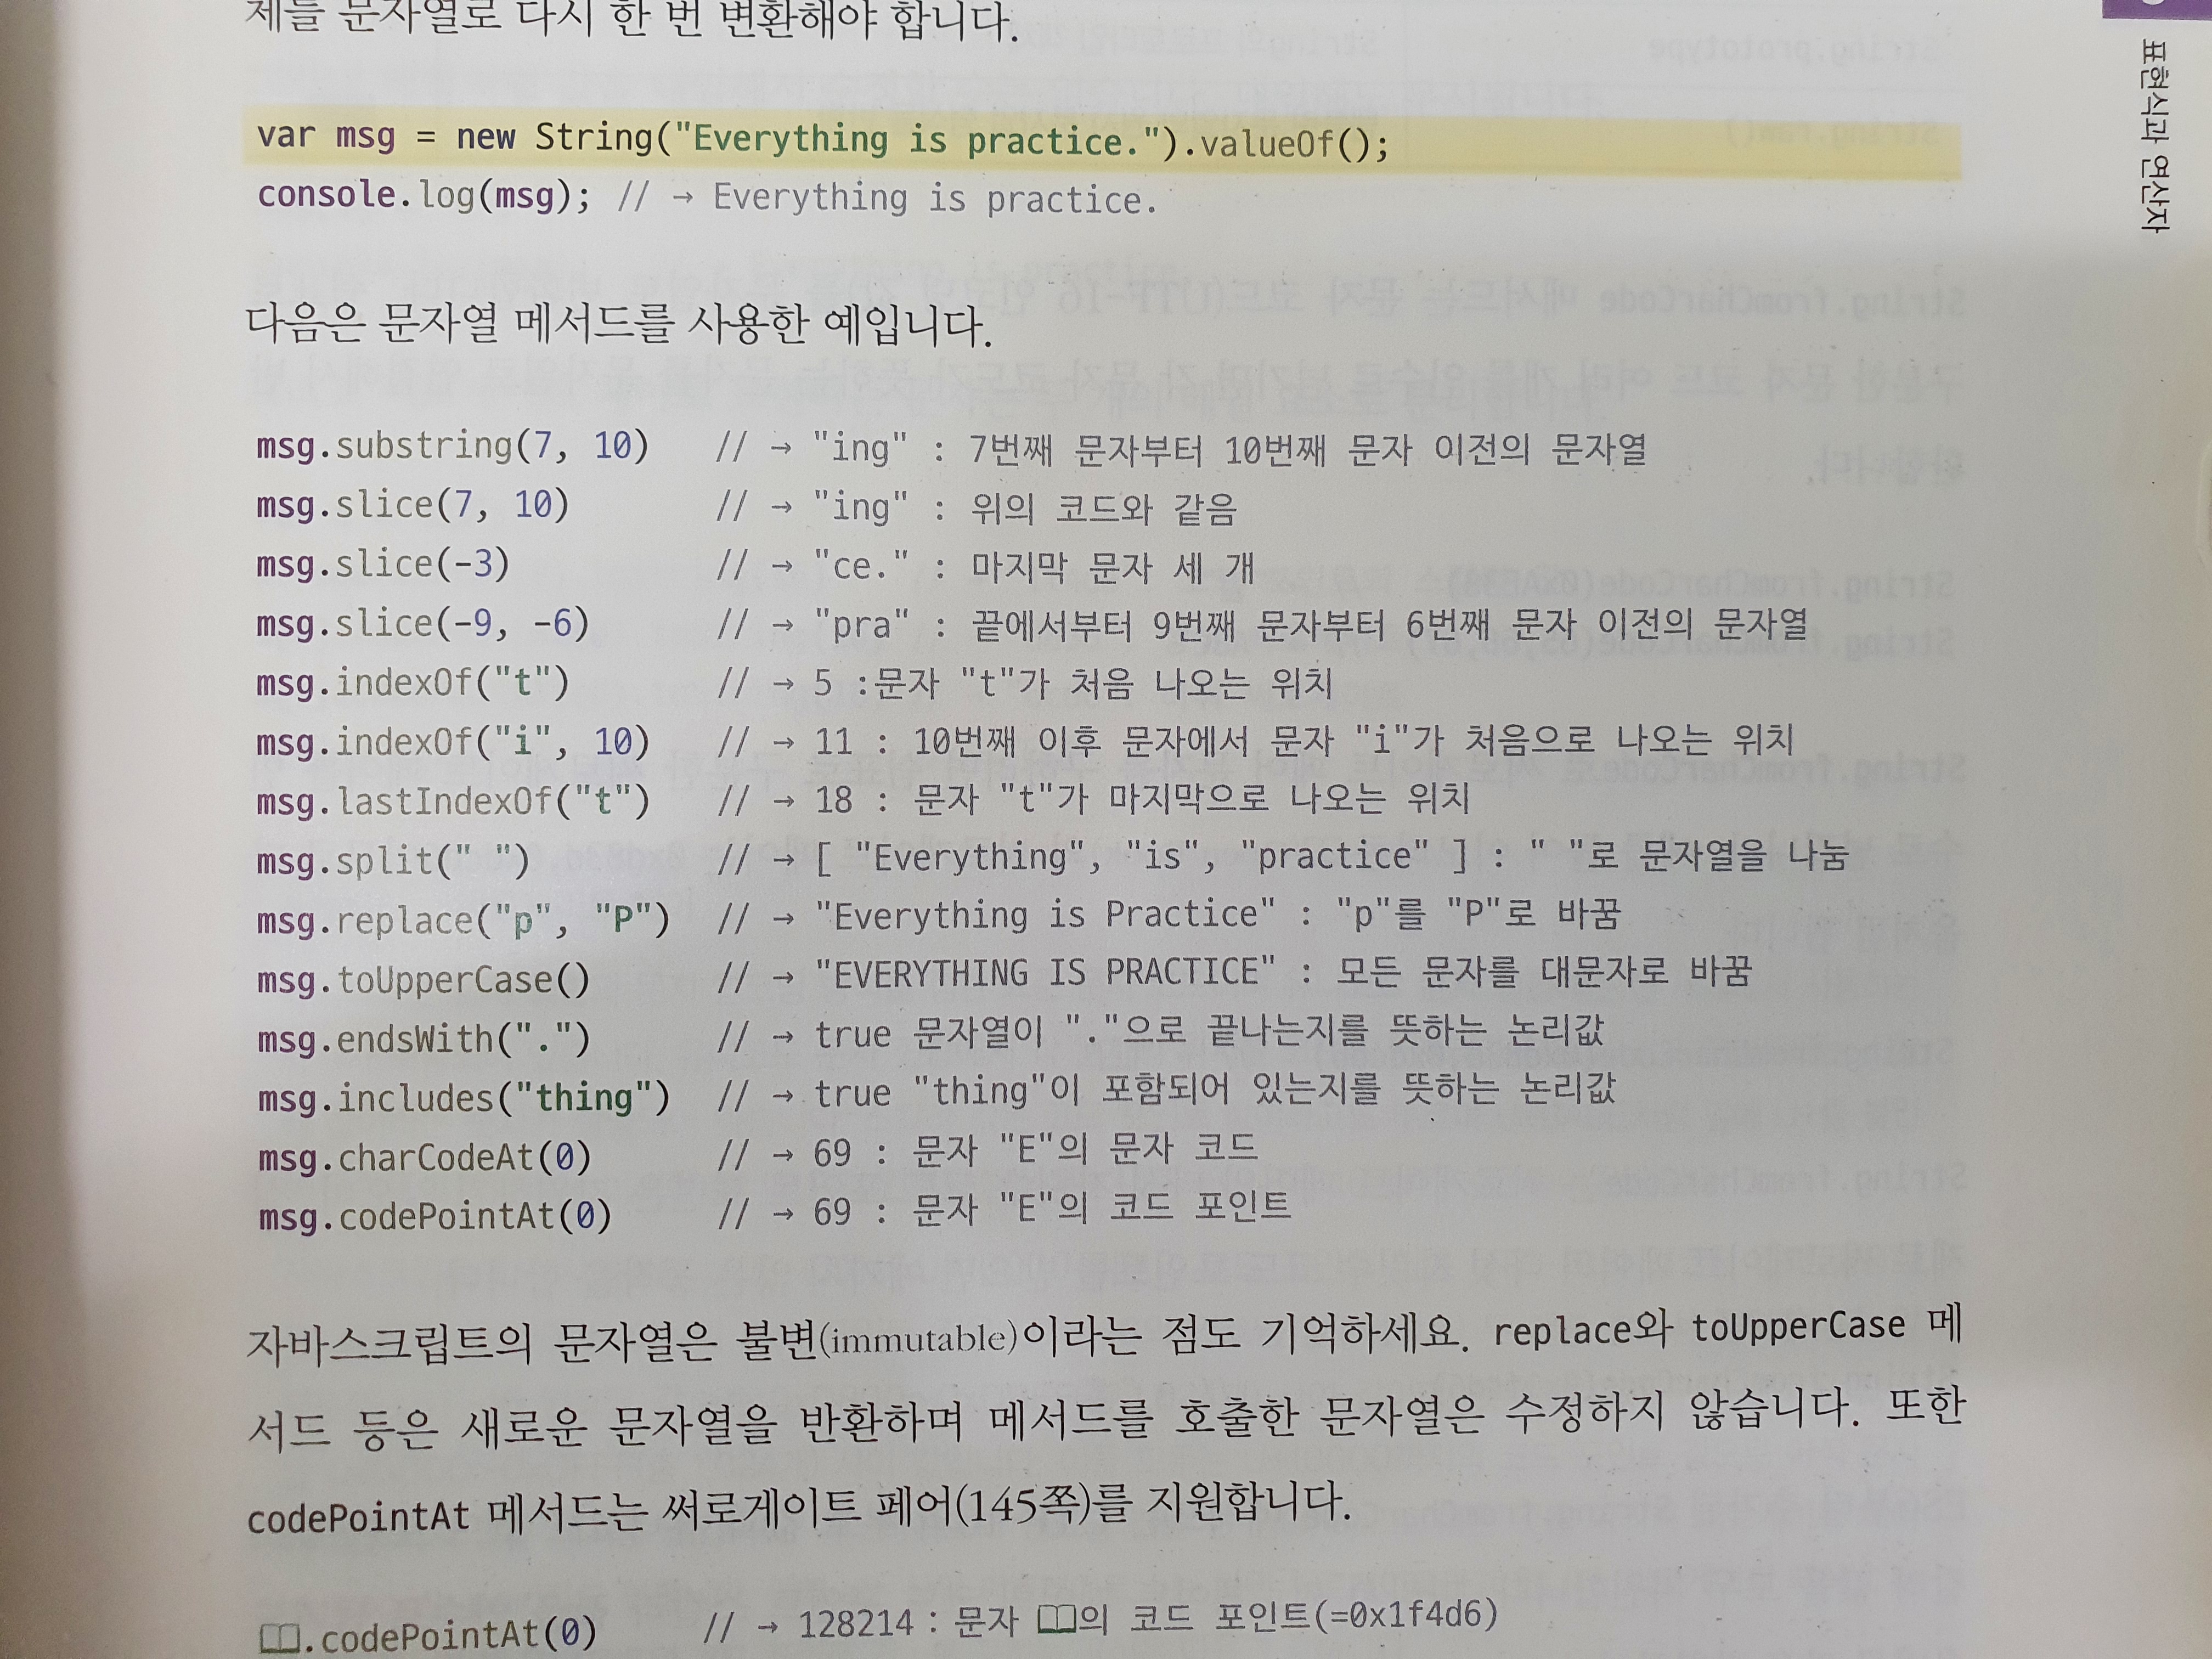 제를 문자열로 다시 한 번 변환해야 합니다.
var msg = new String("Everything is practice.").valueOf();
console.log(msg); // → Everything is practice.
다음은 문자열 메서드를 사용한 예입니다.
msg.substring(7, 10) // → "ing" : 7번째 문자부터 10번째 문자 이전의 문자열
msg.slice(7, 10) // → "ing" : 위의 코드와 같음
msg.slice(-3) // → "ce." : 마지막 문자 세 개
msg.slice(-9, -6) // → "pra" : 끝에서부터 9번째 문자부터 6번째 문자 이전의 문자열
msg.indexOf("t") // → 5 :문자 "t"가 처음 나오는 위치
msg.indexOf("i", 10) // → 11 : 10번째 이후 문자에서 문자 "i"가 처음으로 나오는 위치
msg.lastIndexOf("t") // → 18 : 문자 "t"가 마지막으로 나오는 위치
msg.split(" ") // → [ "Everything", "is", "practice" ] : " "로 문자열을 나눔
msg.replace("p", "P") // → "Everything is Practice" : "p"를 "P"로 바꿈
msg.toUpperCase() // → "EVERYTHING IS PRACTICE" : 모든 문자를 대문자로 바꿈
msg.endsWith(".") // → true 문자열이 "."으로 끝나는지를 뜻하는 논리값
msg.includes("thing") // → true "thing"이 포함되어 있는지를 뜻하는 논리값
msg.charCodeAt(0) // → 69 : 문자 "E"의 문자 코드
msg.codePointAt(0) // → 69 : 문자 "E"의 코드 포인트
자바스크립트의 문자열은 불변(immutable)이라는 점도 기억하세요. replace와 toUpperCase 메
서드 등은 새로운 문자열을 반환하며 메서드를 호출한 문자열은 수정하지 않습니다. 또한
codePointAt 메서드는 써로게이트 페어(145쪽)를 지원합니다.
📖.codePointAt(0) // → 128214 : 문자 📖의 코드 포인트(=0x1f4d6)
표현식과 연산자